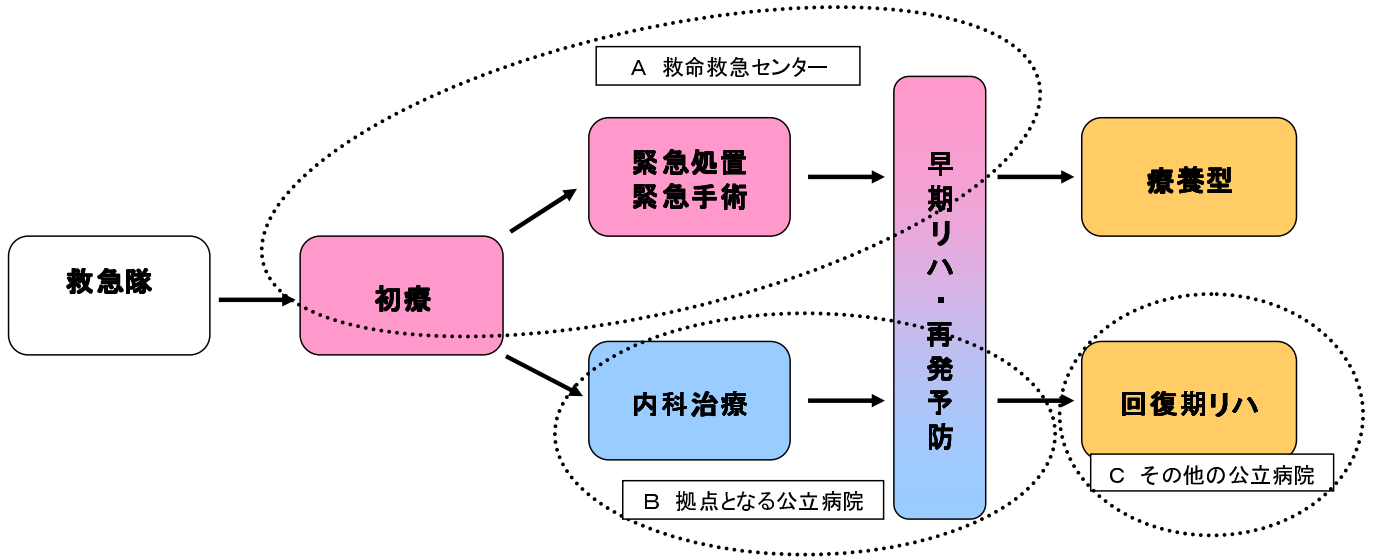 A 救命救急センター
緊急処置
緊急手術
早期リハ・再発予防
療養型
救急隊
初療
内科治療
回復期リハ
B 拠点となる公立病院
C その他の公立病院